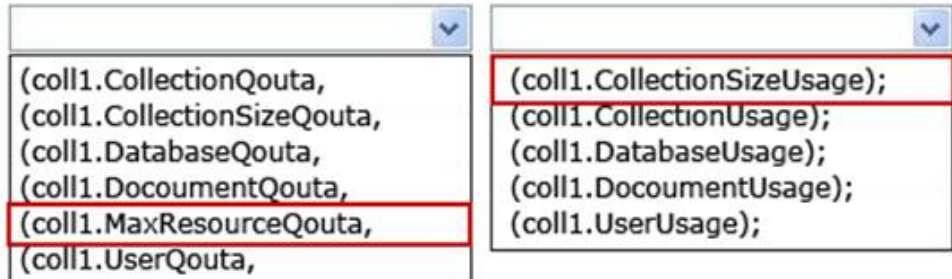 (coll1.CollectionQouta,
(coll1.CollectionSizeQouta,
(coll1.DatabaseQouta,
(coll1.DocoumentQouta,
(coll1.MaxResourceQouta,
(coll1.UserQouta,
(coll1.CollectionSizeUsage);
(coll1.CollectionUsage);
(coll1.DatabaseUsage);
(coll1.DocoumentUsage);
(coll1.UserUsage);